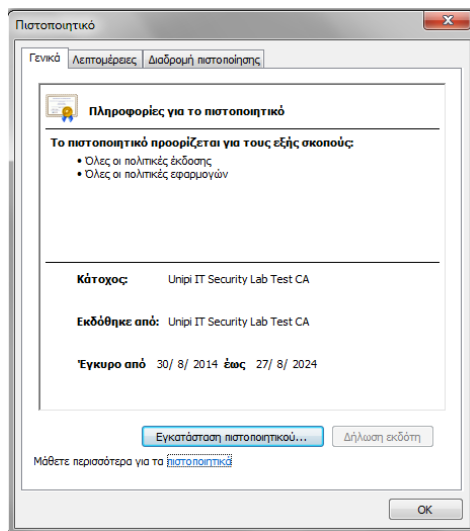 Πιστοποιητικό
Γενικά Λεπτομέρειες Διαδρομή πιστοποίησης
Πληροφορίες για το πιστοποιητικό
Το πιστοποιητικό προορίζεται για τους εξής σκοπούς:
• Όλες οι πολιτικές έκδοσης
• Όλες οι πολιτικές εφαρμογών
Κάτοχος: Unipi IT Security Lab Test CA
Εκδόθηκε από: Unipi IT Security Lab Test CA
Έγκυρο από 30/ 8/ 2014 έως 27/ 8/ 2024
Εγκατάσταση πιστοποιητικού... Δήλωση εκδότη
Μάθετε περισσότερα για τα πιστοποιητικά
OK